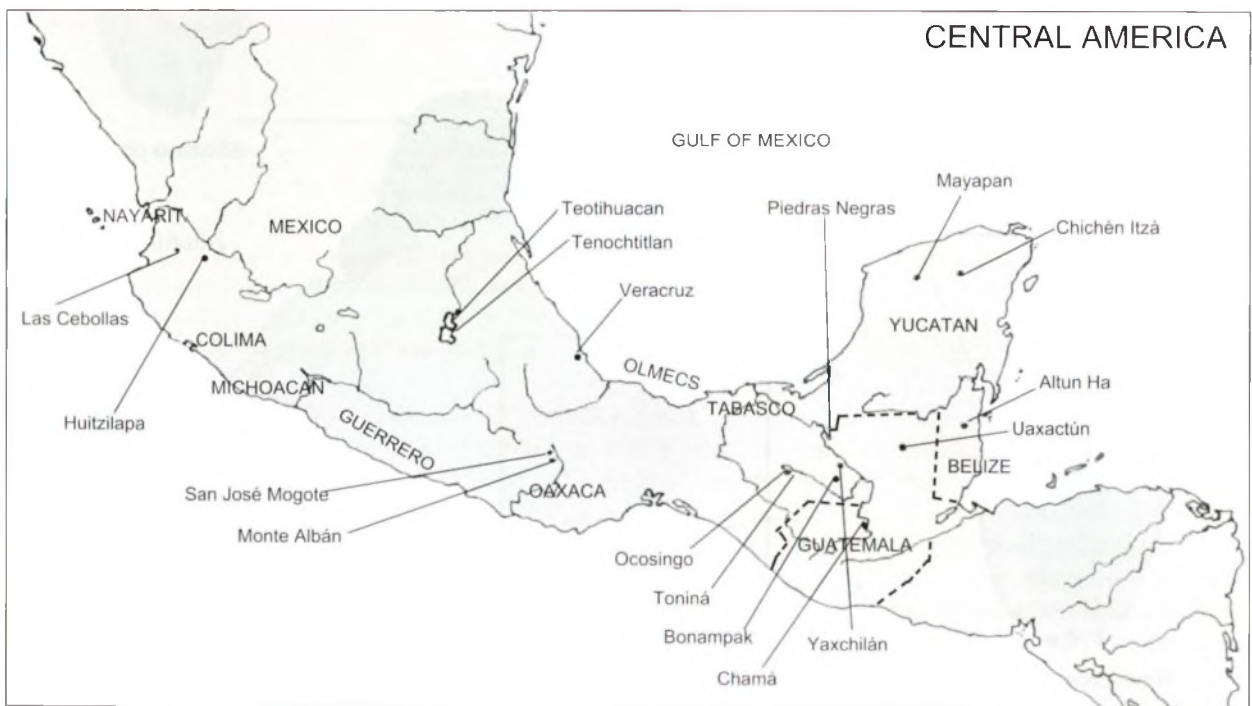 CENTRAL AMERICA
GULF OF MEXICO
Mayapan
Piedras Negras
Chichén Itzá
Teotihuacan
NAYARIT
MEXICO
Tenochtitlan
Veracruz
Las Cebollas
YUCATAN
COLIMA
OLMECS
MICHOACAN
Altun Ha
TABASCO
Huitzilapa
GUERRERO
Uaxactún
BELIZE
San José Mogote
OAXACA
Monte Albán
GUATEMALA
Ocosingo
Toniná
Bonampak
Yaxchilán
Chamá